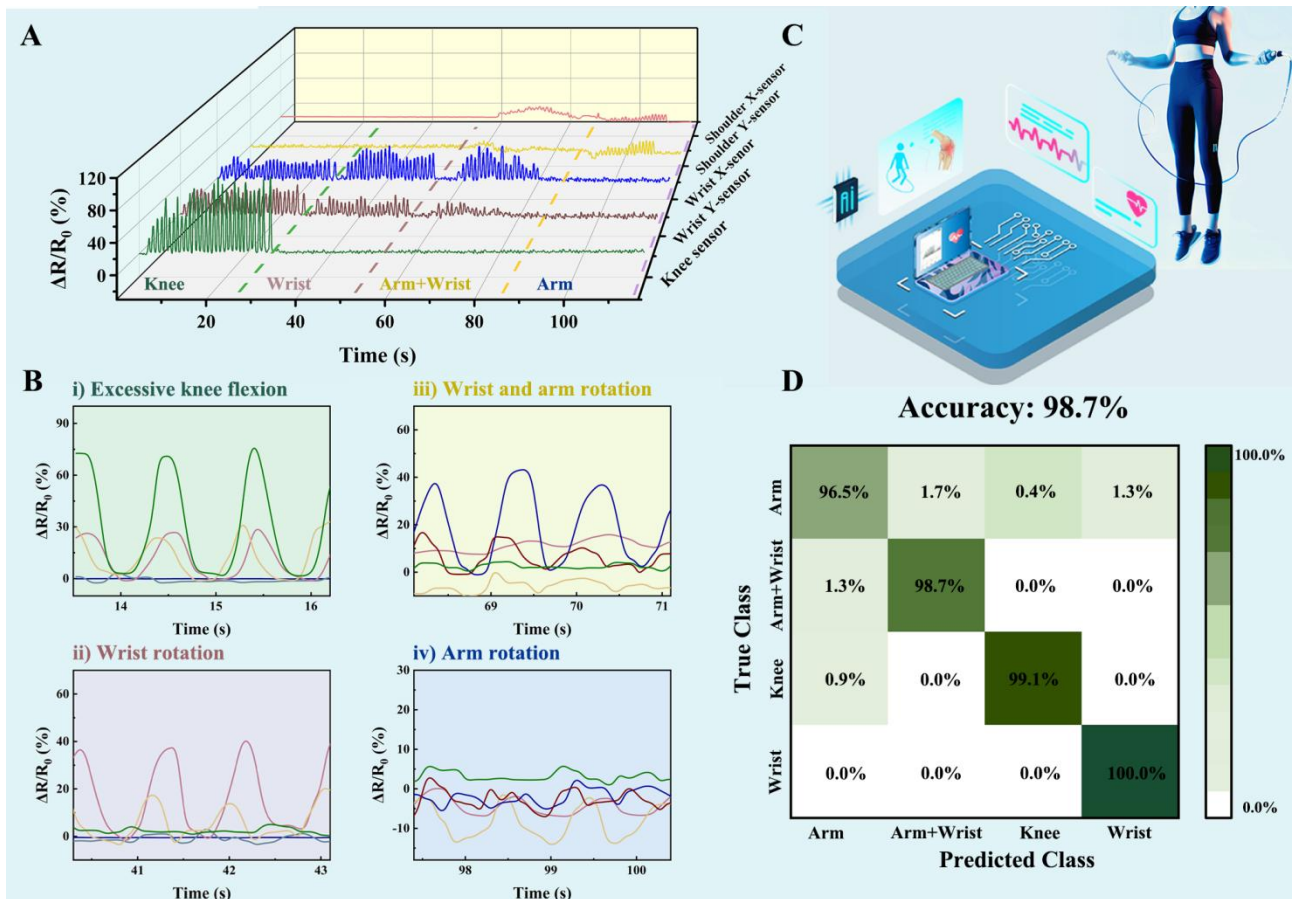 A
ΔR/R0 (%)
120
80
40
0
Knee
Wrist
Arm+Wrist
Arm
20
40
60
80
100
Time (s)
Shoulder X-sensor
Shoulder Y-sensor
Wrist X-senor
Wrist Y-sensor
Knee sensor
C
Ai
B
i) Excessive knee flexion
ΔR/R0 (%)
90
60
30
0
14
15
16
Time (s)
iii) Wrist and arm rotation
ΔR/R0 (%)
60
40
20
0
69
70
71
Time (s)
ii) Wrist rotation
ΔR/R0 (%)
60
40
20
0
41
42
43
Time (s)
iv) Arm rotation
ΔR/R0 (%)
30
20
10
5
0
-10
98
99
100
Time (s)
D
Accuracy: 98.7%
True Class
Arm
96.5% 1.7% 0.4% 1.3%
Arm+Wrist
1.3% 98.7% 0.0% 0.0%
Knee
0.9% 0.0% 99.1% 0.0%
Wrist
0.0% 0.0% 0.0% 100.0%
Arm Arm+Wrist Knee Wrist
Predicted Class
100.0%
0.0%